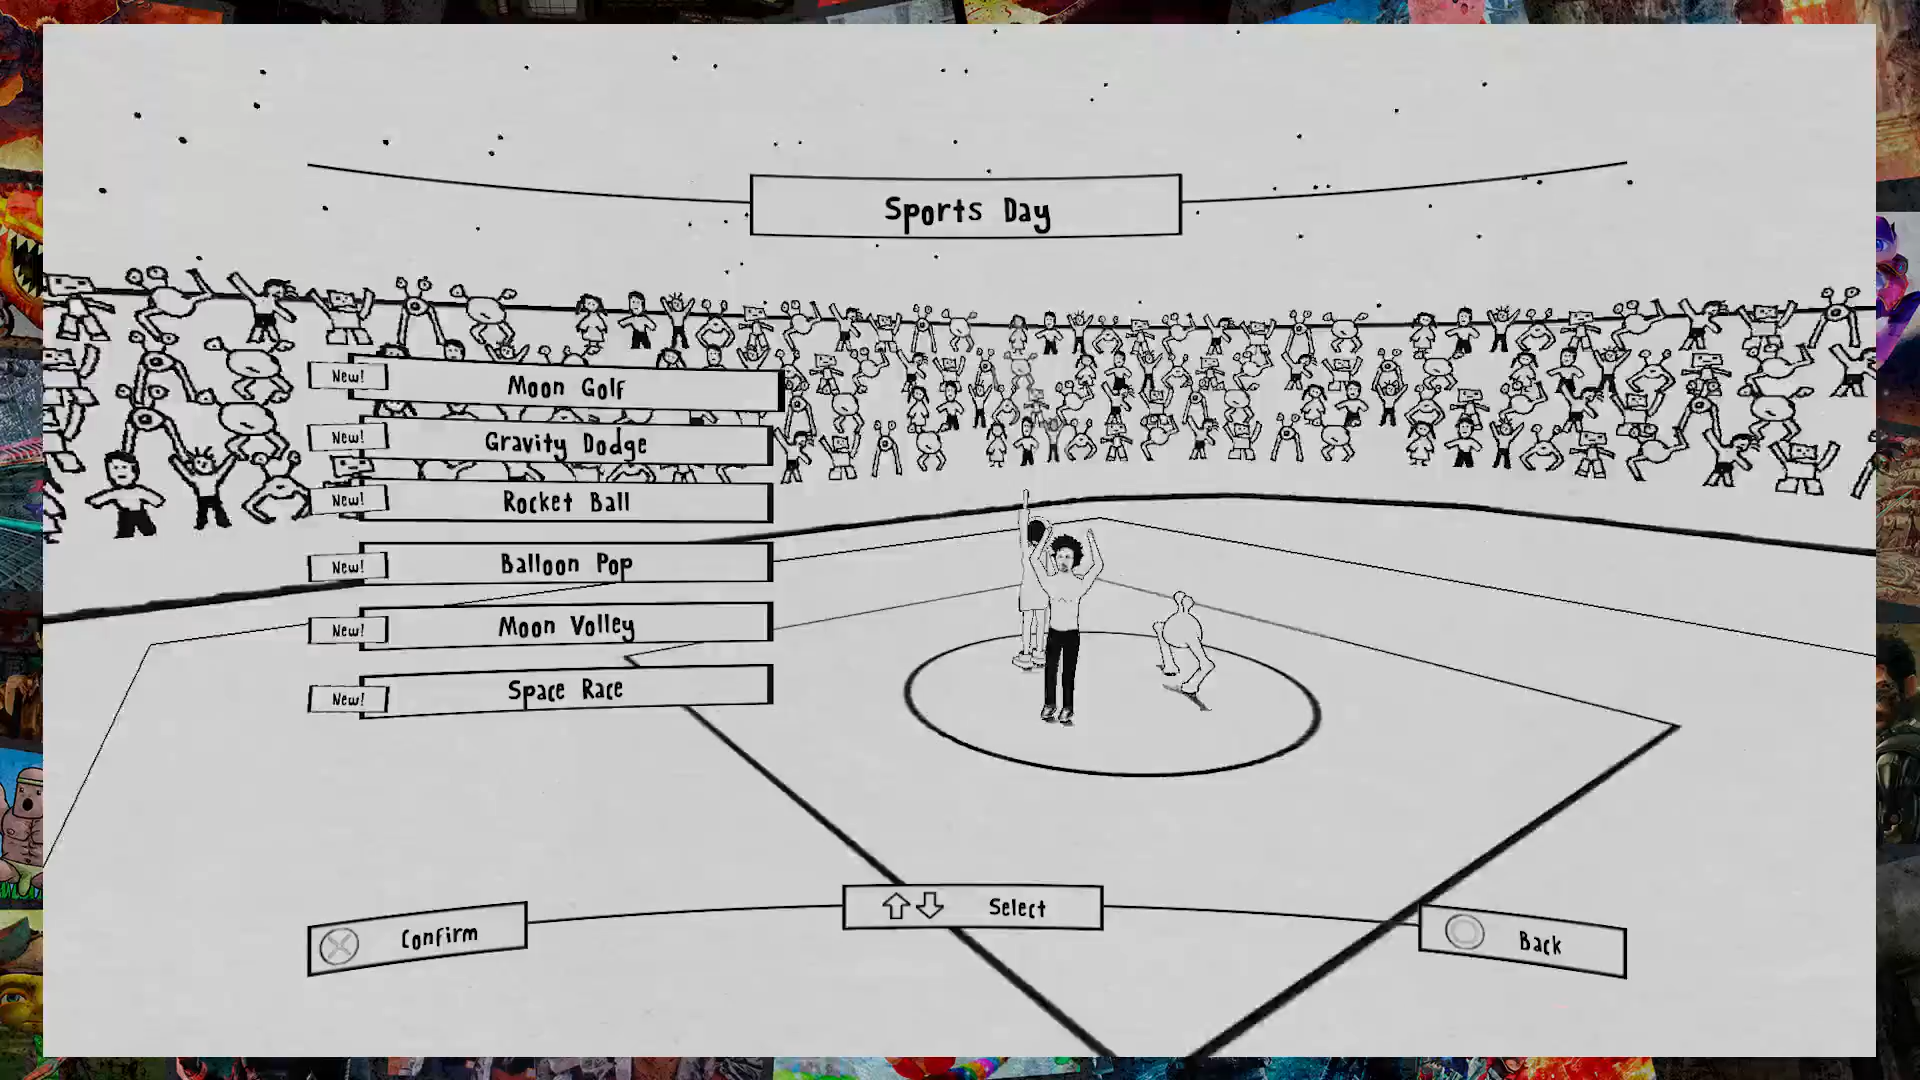 Sports Day
New! Moon Golf
New! Gravity Dodge
New! Rocket Ball
New! Balloon Pop
New! Moon Volley
New! Space Race
Confirm
Select
Back